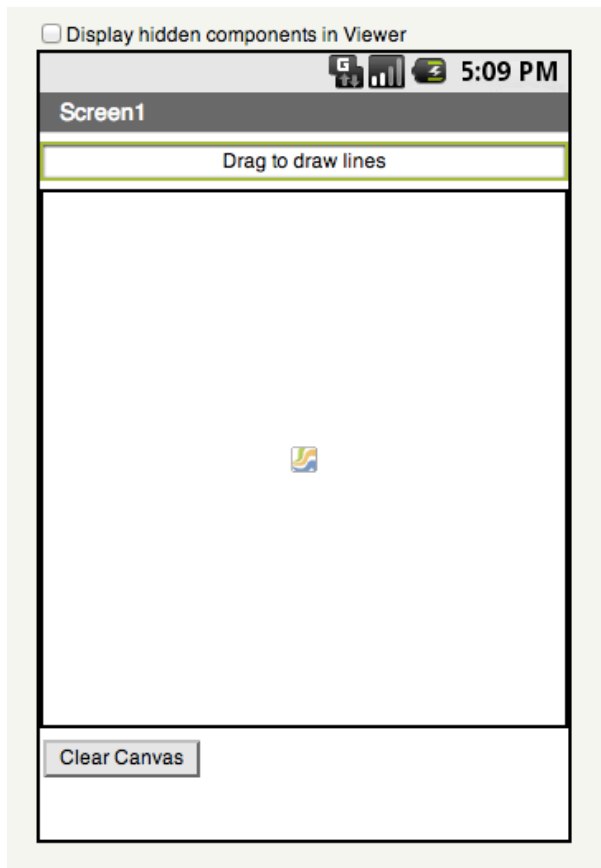 Display hidden components in Viewer
G 5:09 PM
Screen1
Drag to draw lines
Clear Canvas